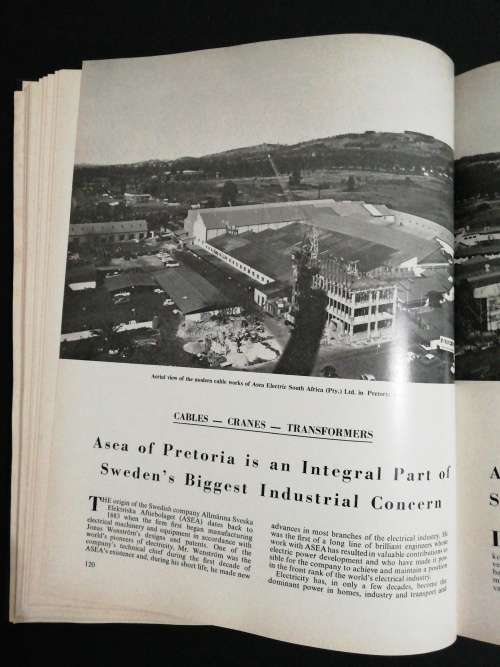 Aerial view of the modern cable works of Asea Electric South Africa (Pty.) Ltd. in Pretoria
CABLES — CRANES — TRANSFORMERS
Asea of Pretoria is an Integral Part of
Sweden's Biggest Industrial Concern
THE origin of the Swedish company Allmänna Svenska
Elektriska Aktiebolaget (ASEA) dates back to
1883 when the firm first began manufacturing
electrical machinery and equipment in accordance with
Jonas Wenström's designs and patents. One of the
world's pioneers of electricity, Mr. Wenström was the
company's technical chief during the first decade of
ASEA's existence and, during his short life, he made new
120
advances in most branches of the electrical industry. He
was the first of a long line of brilliant engineers whose
work with ASEA has resulted in valuable contributions to
electric power development and who have made it pos-
sible for the company to achieve and maintain a position
in the front rank of the world's electrical industry.
Electricity has, in only a few decades, become the
dominant power in homes, industry and transport and
A
S